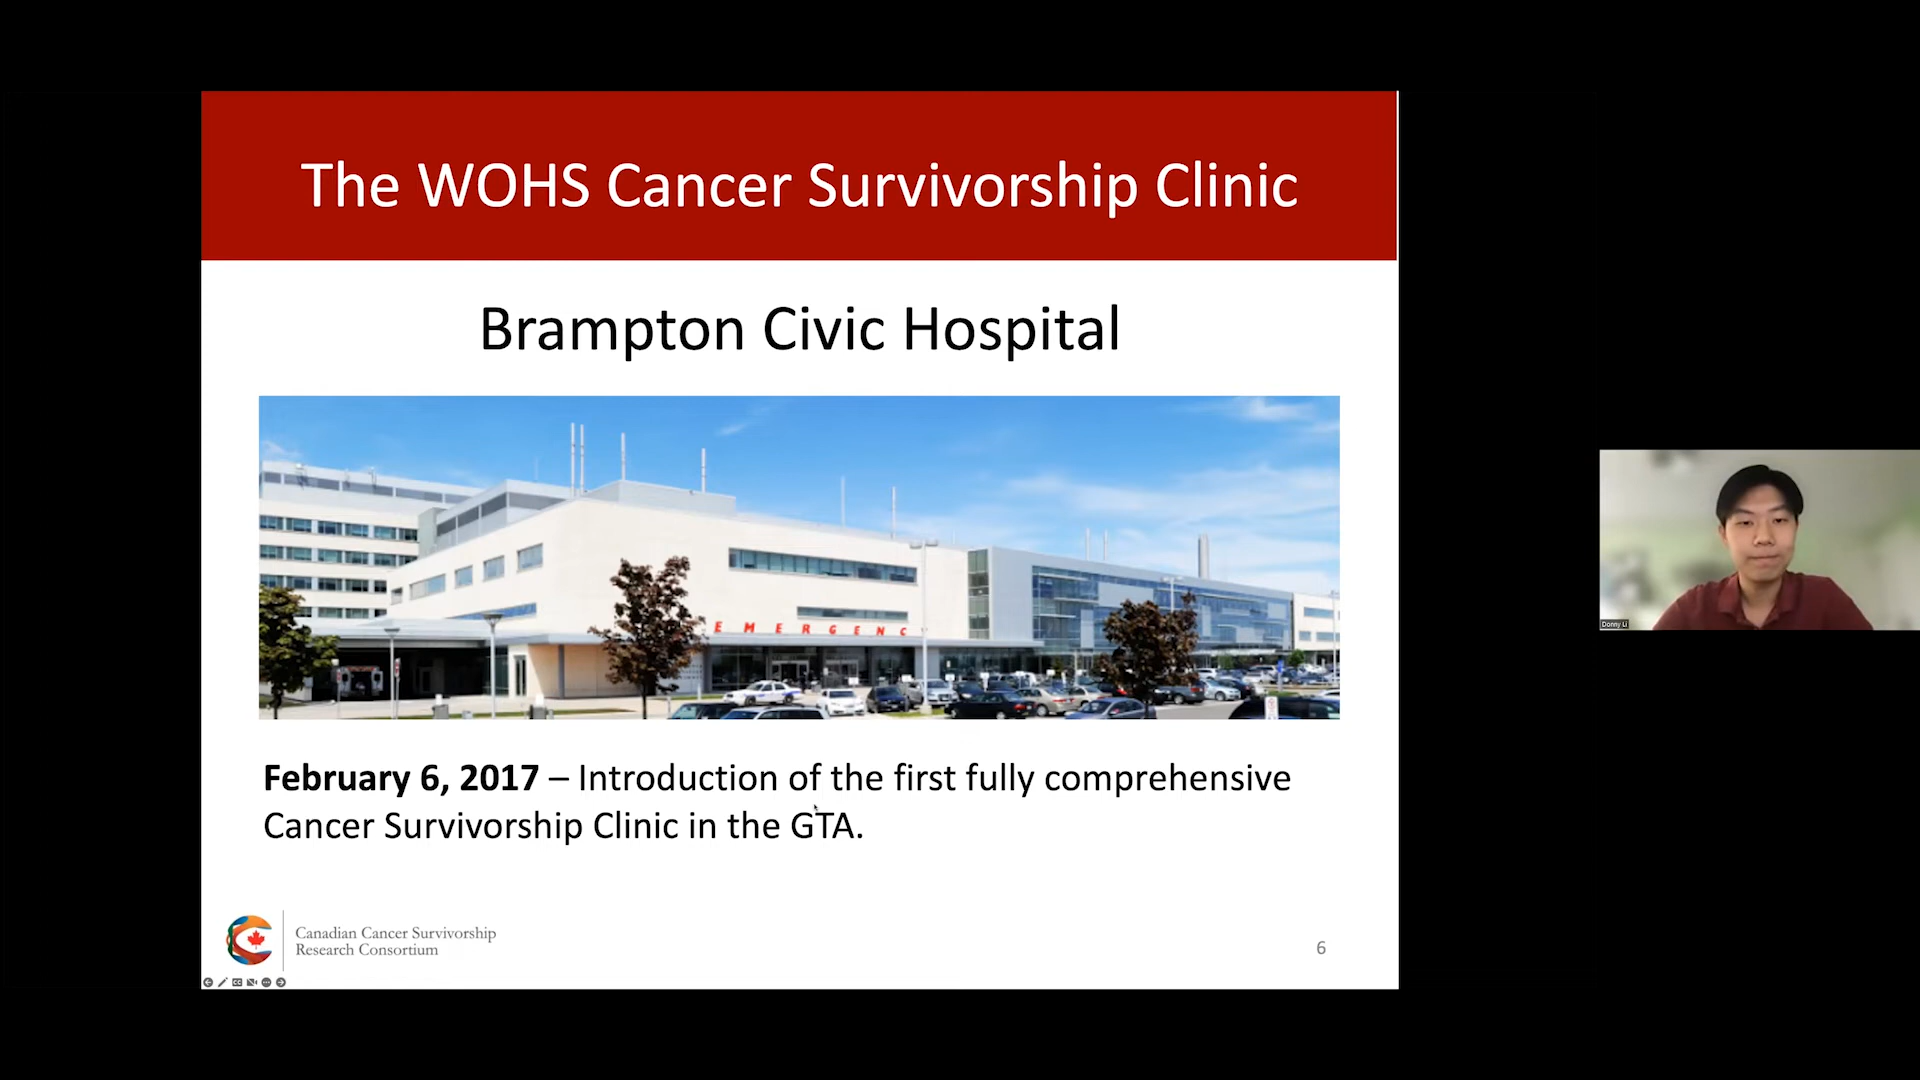 The WOHS Cancer Survivorship Clinic
Brampton Civic Hospital
EMERGENC
February 6, 2017 – Introduction of the first fully comprehensive
Cancer Survivorship Clinic in the GTA.
Canadian Cancer Survivorship
Research Consortium
6
Donny Li